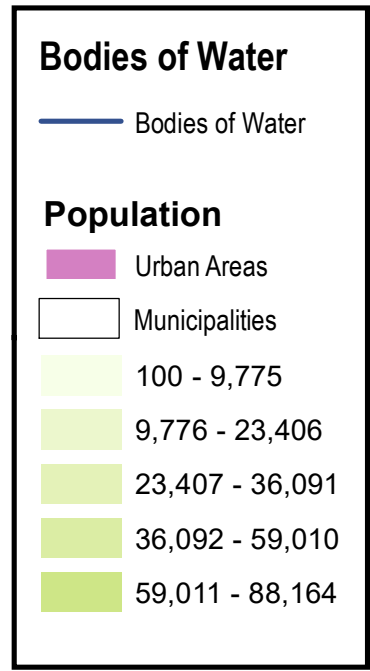 Bodies of Water
Bodies of Water
Population
Urban Areas
Municipalities
100 - 9,775
9,776 - 23,406
23,407 - 36,091
36,092 - 59,010
59,011 - 88,164